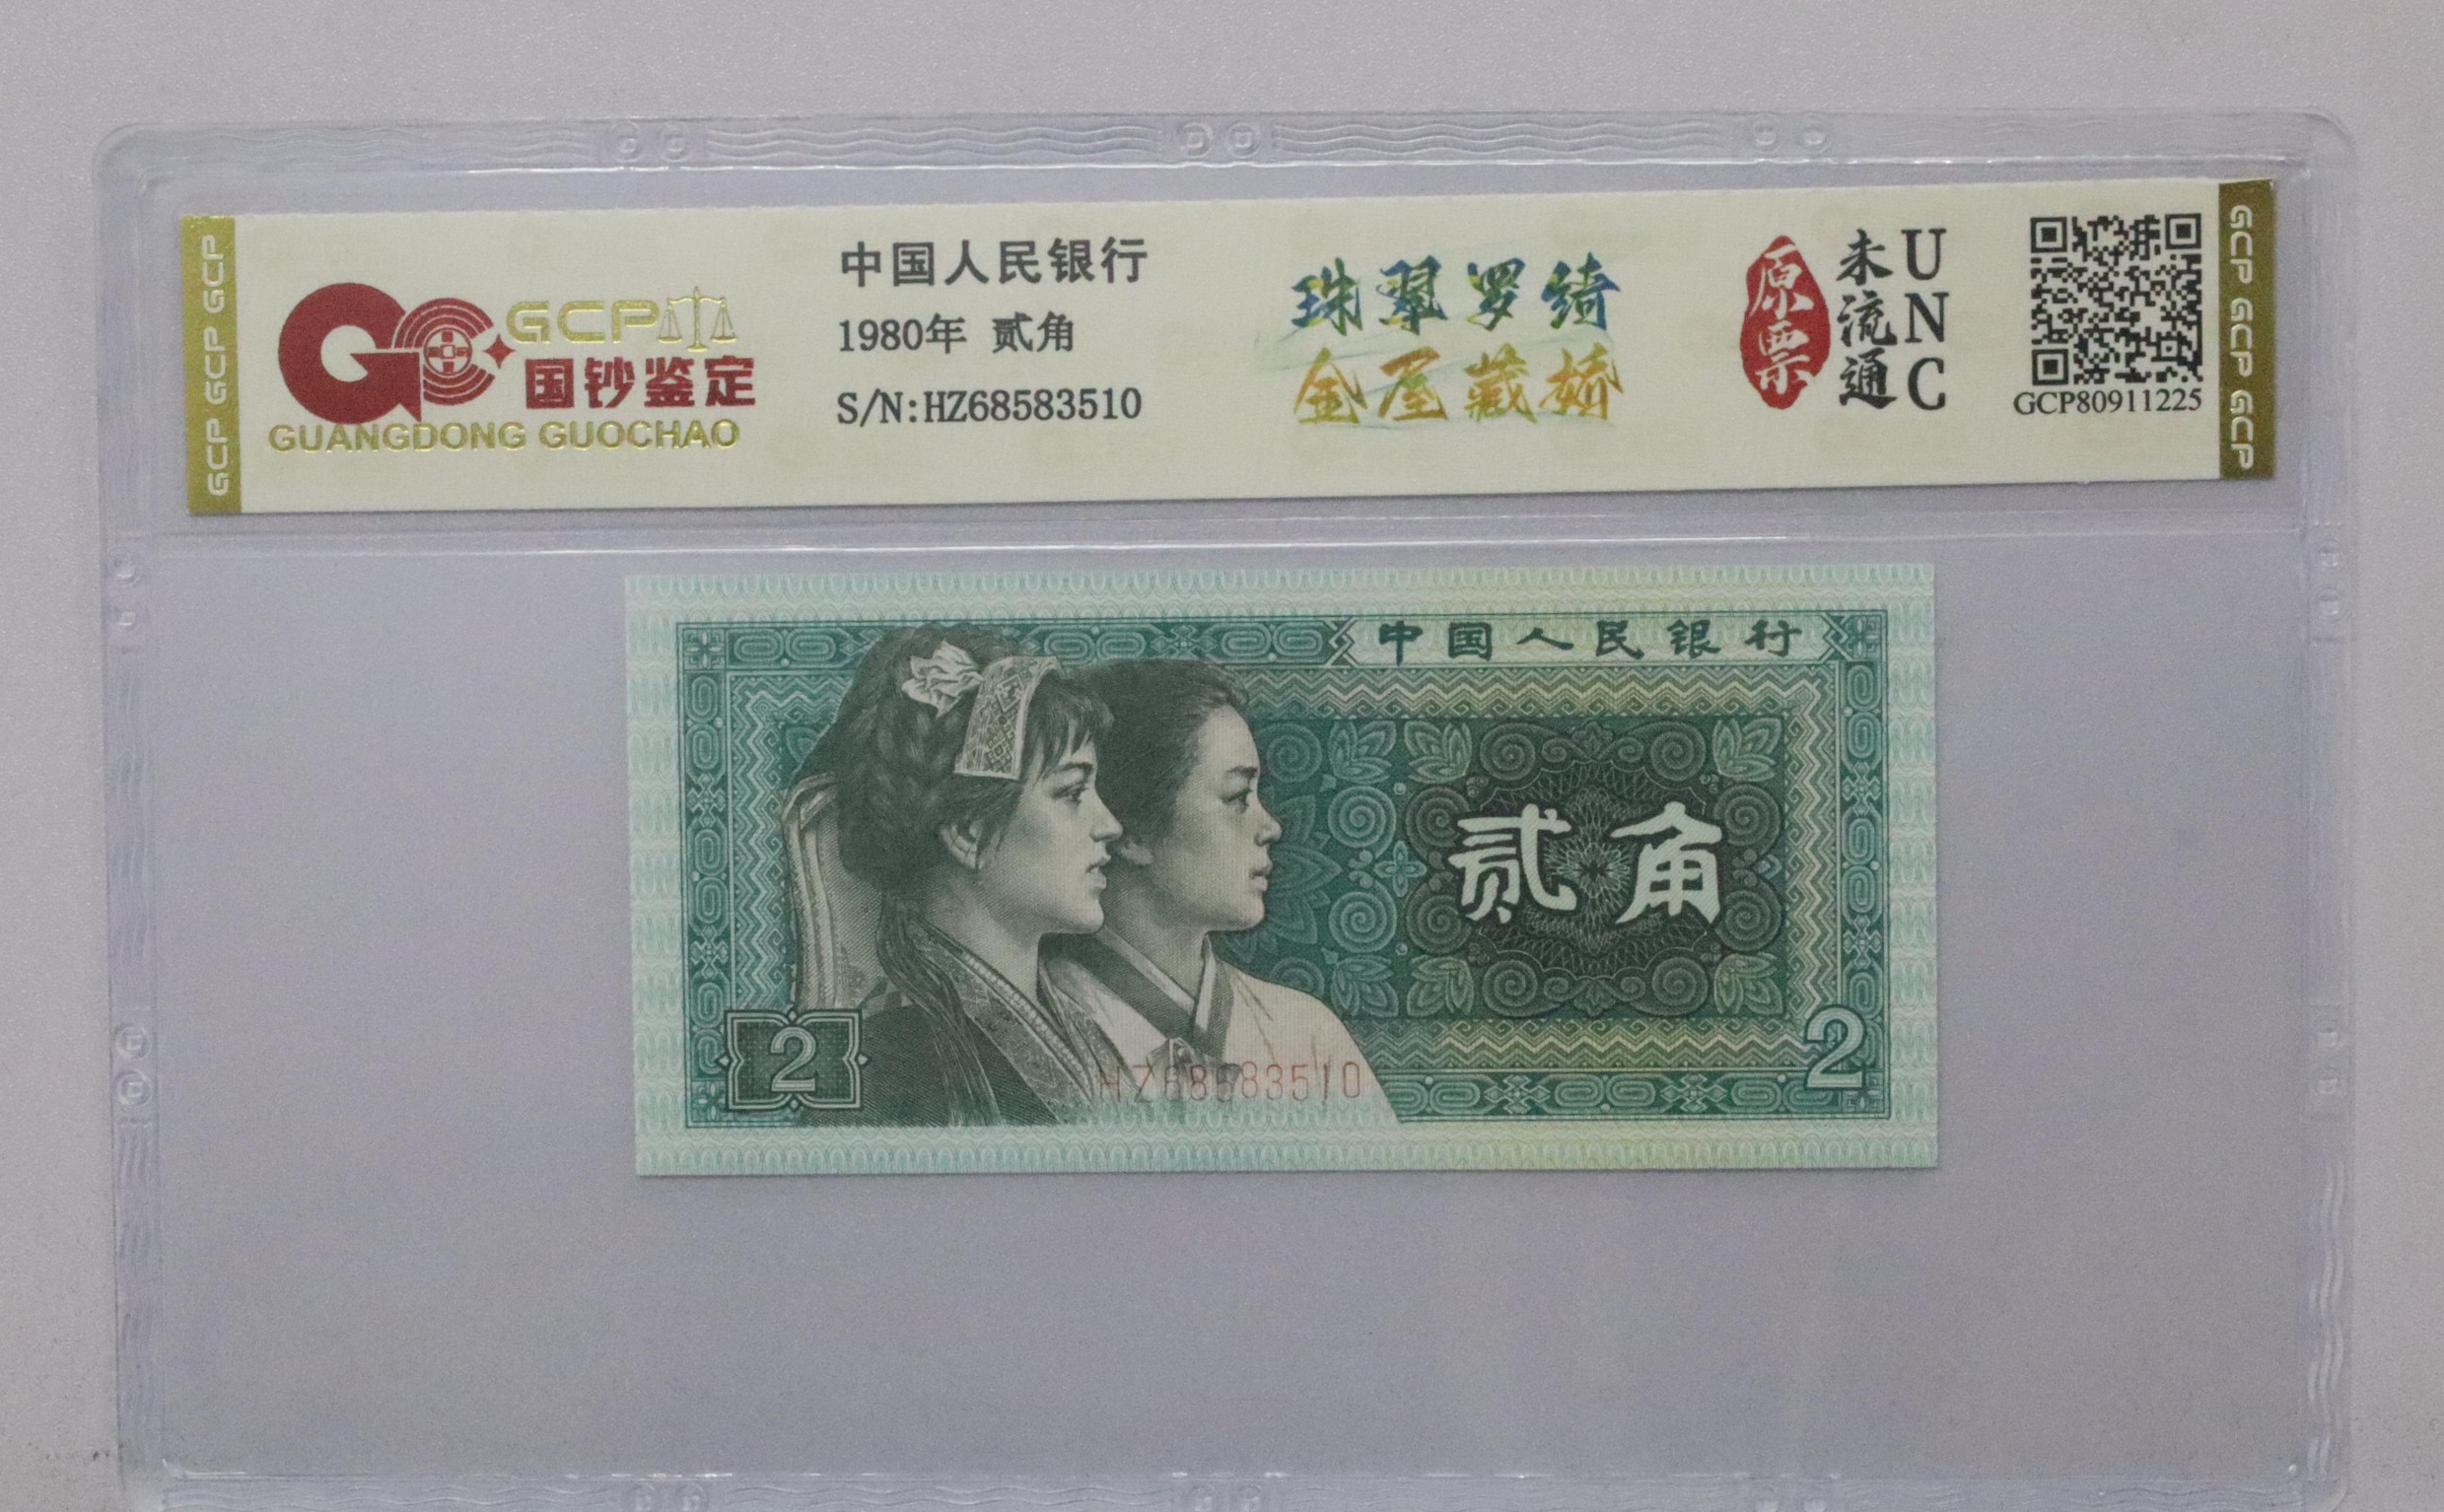 GCP GCP GCP
GCP
国钞鉴定
GUANGDONG GUOCHAO
中国人民银行
1980年 贰角
S/N:HZ68583510
珠翠罗绮
金屋藏娇
原票
未流通
UNC
GCP80911225
GCP GCP GCP
中国人民银行
贰角
2
2
HZ68583510